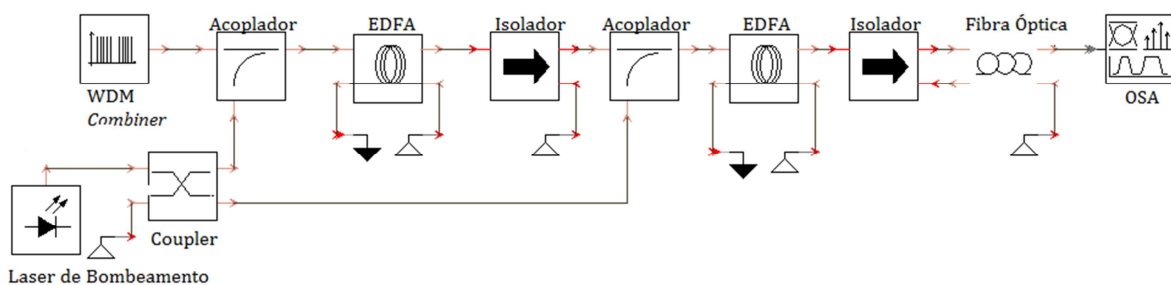 Acoplador
EDFA
Isolador
Acoplador
EDFA
Isolador
Fibra Óptica
WDM
Combiner
OSA
Coupler
Laser de Bombeamento